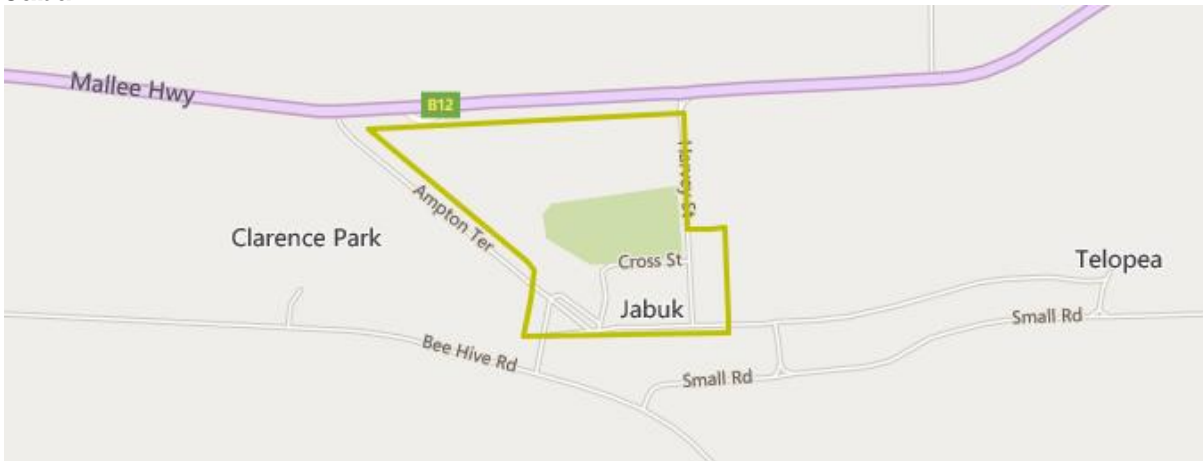 Mallee Hwy
B12
Harvey St
Ampton Ter
Clarence Park
Cross St
Telopea
Jabuk
Small Rd
Bee Hive Rd
Small Rd